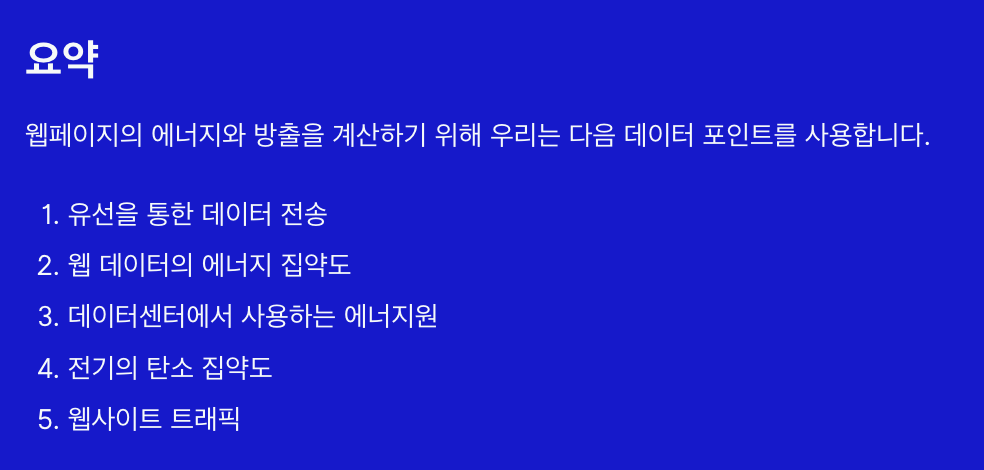 요약
웹페이지의 에너지와 방출을 계산하기 위해 우리는 다음 데이터 포인트를 사용합니다.
1. 유선을 통한 데이터 전송
2. 웹 데이터의 에너지 집약도
3. 데이터센터에서 사용하는 에너지원
4. 전기의 탄소 집약도
5. 웹사이트 트래픽